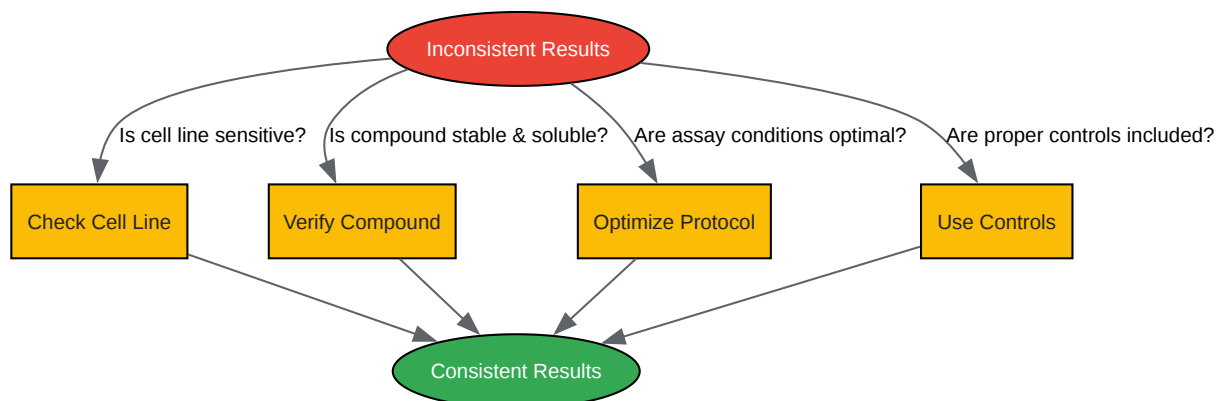 Inconsistent Results
Is cell line sensitive?
Is compound stable & soluble?
Are assay conditions optimal?
Are proper controls included?
Check Cell Line
Verify Compound
Optimize Protocol
Use Controls
Consistent Results